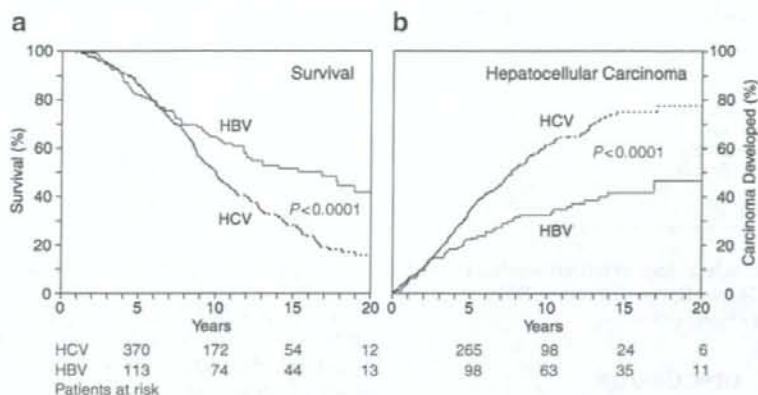 a
b
Survival
Hepatocellular Carcinoma
Survival (%)
100
80
60
40
20
0
HBV
HCV
P<0.0001
0 5 10 15 20
Years
HCV
HBV
P<0.0001
100
80
60
40
20
0
Carcinoma Developed (%)
0 5 10 15 20
Years
HCV 370 172 54 12 265 98 24 6
HBV 113 74 44 13 98 63 35 11
Patients at risk